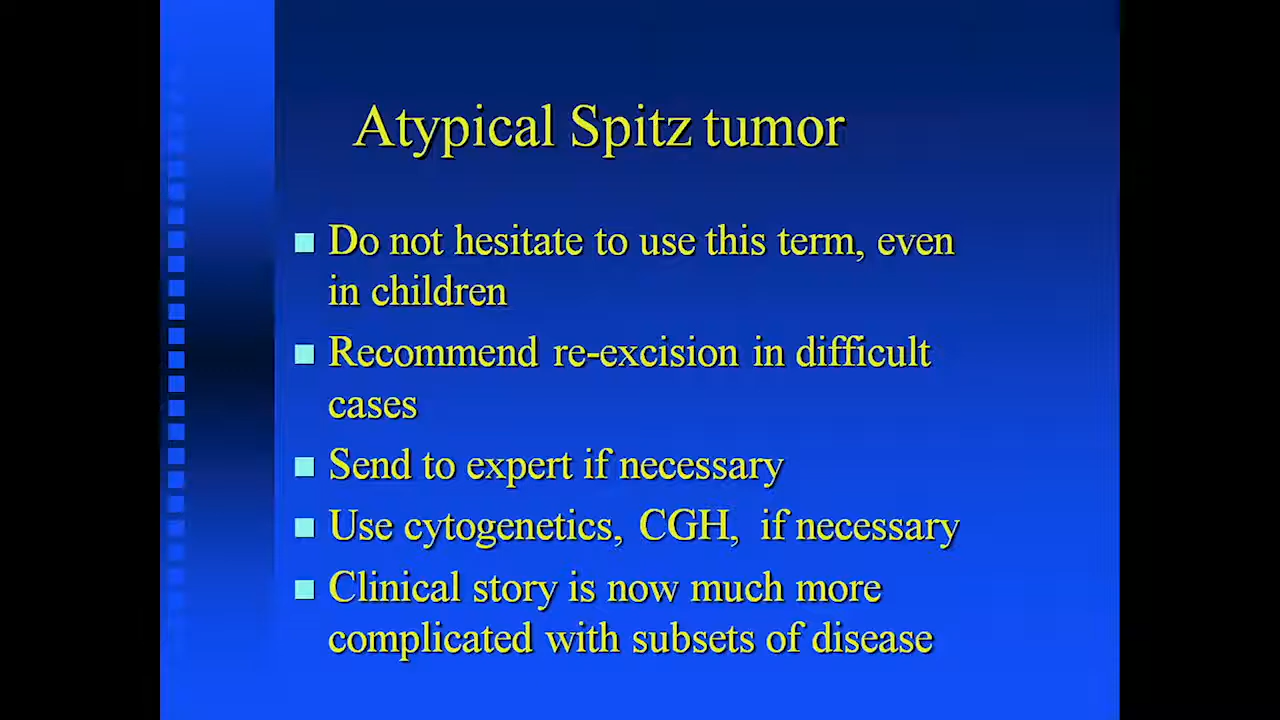 Atypical Spitz tumor
Do not hesitate to use this term, even
in children
Recommend re-excision in difficult
cases
Send to expert if necessary
Use cytogenetics, CGH, if necessary
Clinical story is now much more
complicated with subsets of disease